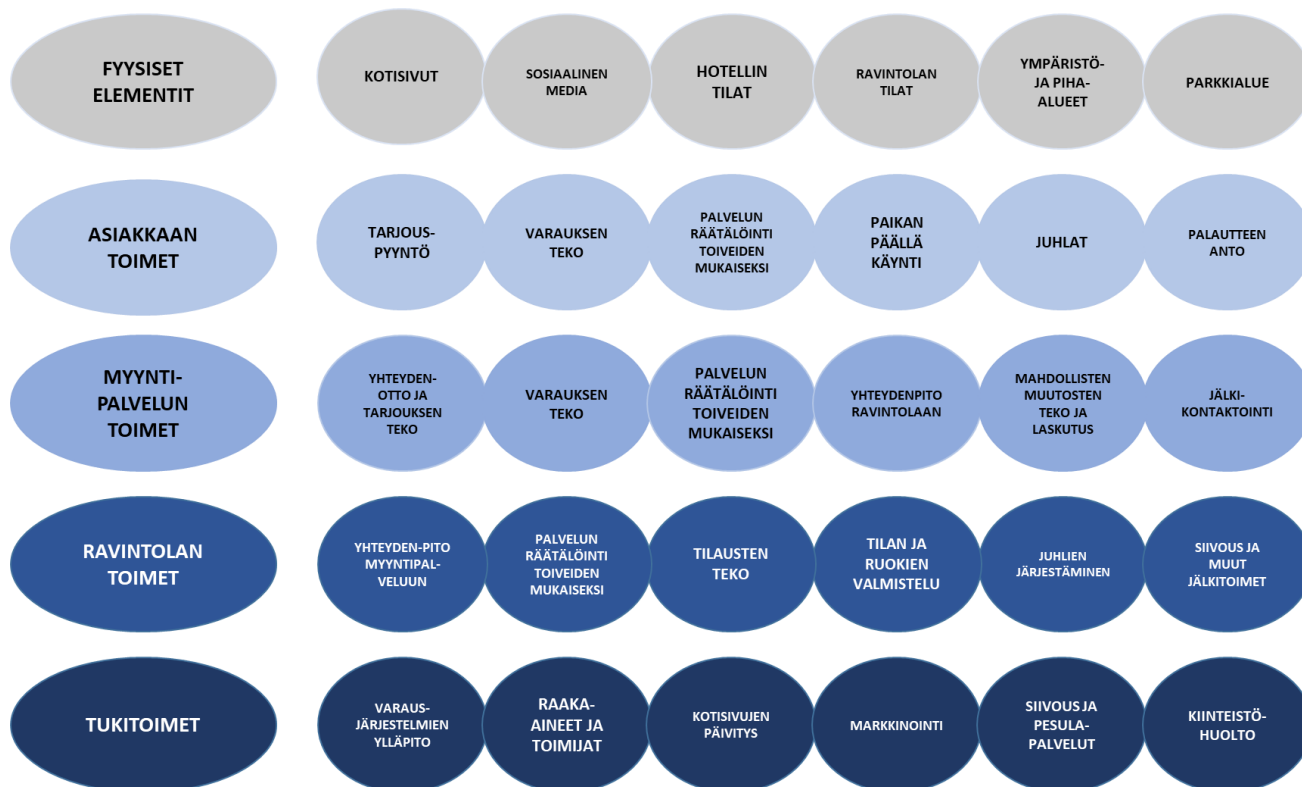 FYYSISET
ELEMENTIT
KOTISIVUT
SOSIAALINEN
MEDIA
HOTELLIN
TILAT
RAVINTOLAN
TILAT
YMPÄRISTÖ-
JA PIHA-
ALUEET
PARKKIALUE
ASIAKKAAN
TOIMET
TARJOUS-
PYYNTÖ
VARAUKSEN
TEKO
PALVELUN
RÄÄTÄLÖINTI
TOIVEIDEN
MUKAISEKSI
PAIKAN
PÄÄLLÄ
KÄYNTI
JUHLAT
PALAUTTEEN
ANTO
MYYNTI-
PALVELUN
TOIMET
YHTEYDEN-
OTTO JA
TARJOUKSEN
TEKO
VARAUKSEN
TEKO
PALVELUN
RÄÄTÄLÖINTI
TOIVEIDEN
MUKAISEKSI
YHTEYDENPITO
RAVINTOLAAN
MAHDOLLISTEN
MUUTOSTEN
TEKO JA
LASKUTUS
JÄLKI-
KONTAKTOINTI
RAVINTOLAN
TOIMET
YHTEYDEN-PITO
MYYNTIPAL-
VELUUN
PALVELUN
RÄÄTÄLÖINTI
TOIVEIDEN
MUKAISEKSI
TILAUSTEN
TEKO
TILAN JA
RUOKIEN
VALMISTELU
JUHLIEN
JÄRJESTÄMINEN
SIIVOUS JA
MUUT
JÄLKITOIMET
TUKITOIMET
VARAUS-
JÄRJESTELMIEN
YLLÄPITO
RAAKA-
AINEET JA
TOIMIJAT
KOTISIVUJEN
PÄIVITYS
MARKKINOINTI
SIIVOUS JA
PESULA-
PALVELUT
KIINTEISTÖ-
HUOLTO